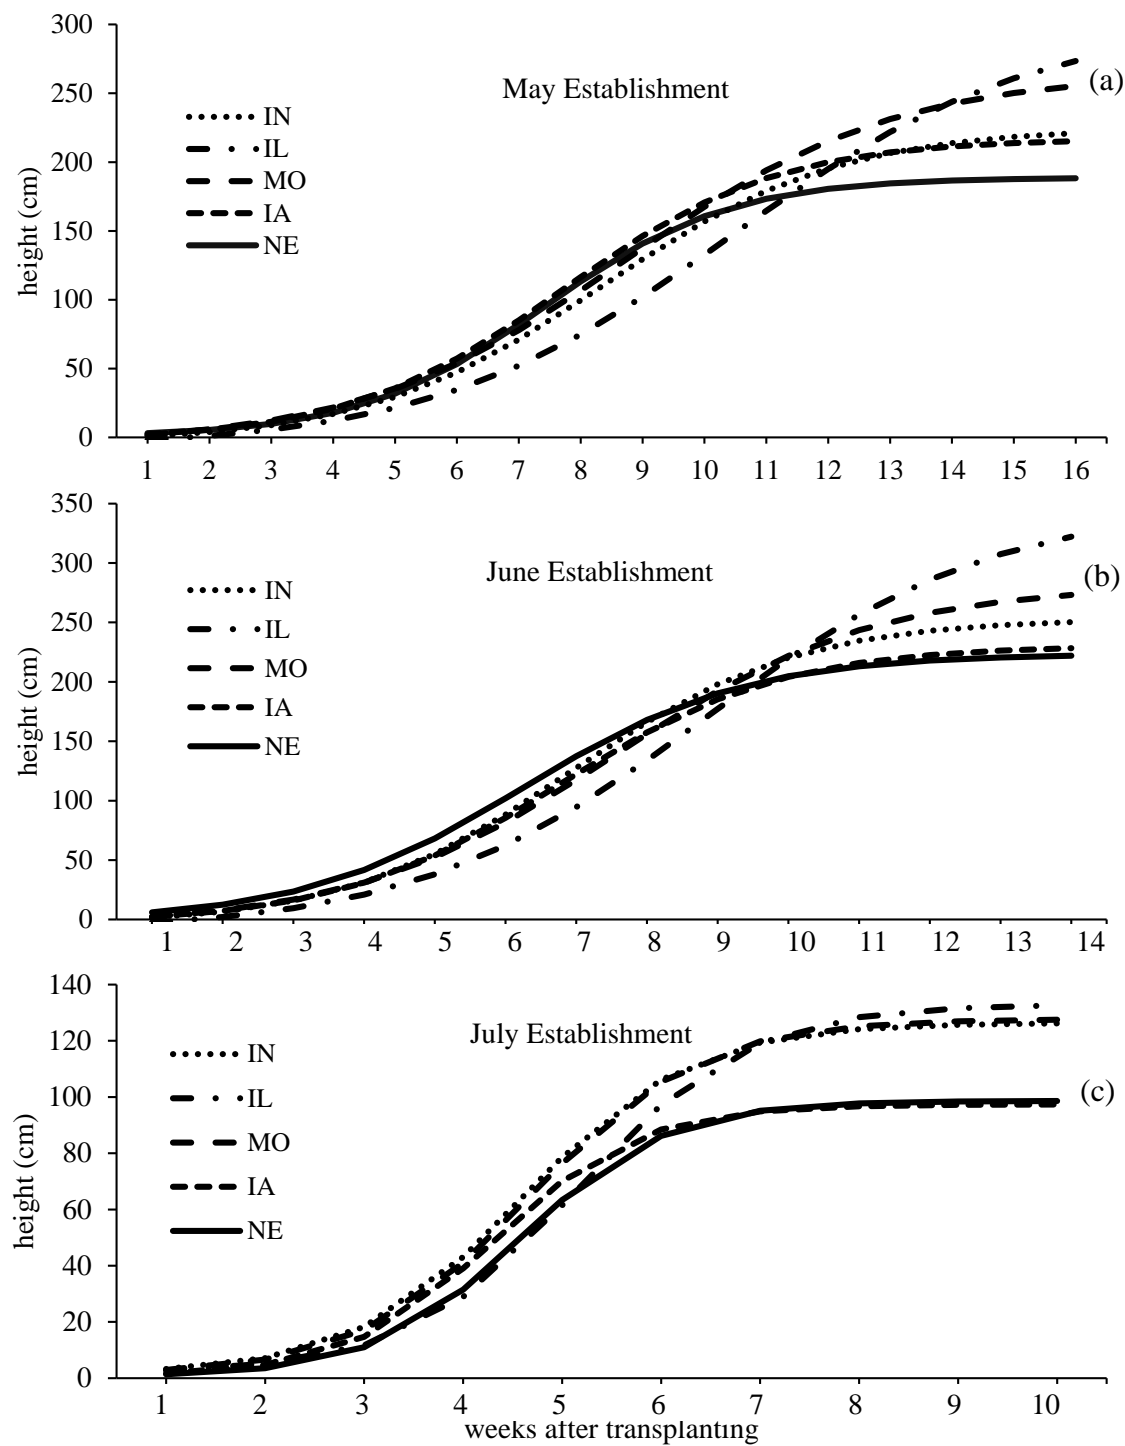 300
250
200
150
100
50
0
height (cm)
May Establishment
(a)
IN
IL
MO
IA
NE
1 2 3 4 5 6 7 8 9 10 11 12 13 14 15 16
350
300
250
200
150
100
50
0
height (cm)
June Establishment
(b)
IN
IL
MO
IA
NE
1 2 3 4 5 6 7 8 9 10 11 12 13 14
140
120
100
80
60
40
20
0
height (cm)
July Establishment
(c)
IN
IL
MO
IA
NE
1 2 3 4 5 6 7 8 9 10
weeks after transplanting